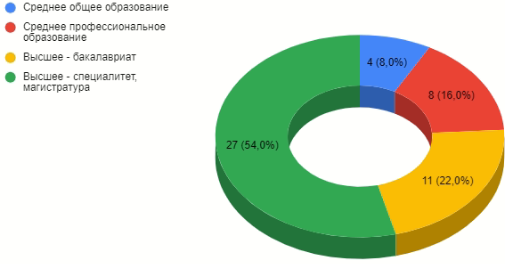 Среднее общее образование
Среднее профессиональное
образование
Высшее - бакалавриат
Высшее - специалитет,
магистратура
4 (8,0%)
8 (16,0%)
11 (22,0%)
27 (54,0%)